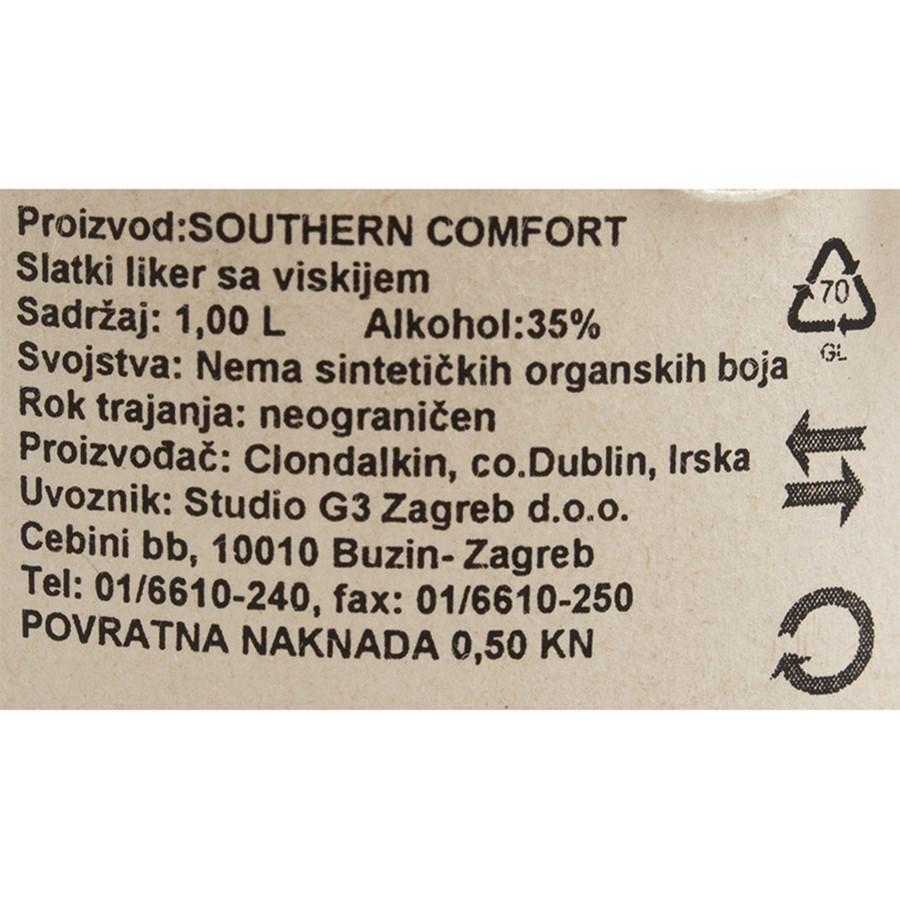 Proizvod:SOUTHERN COMFORT
Slatki liker sa viskijem
Sadržaj: 1,00 L Alkohol:35%
Svojstva: Nema sintetičkih organskih boja
Rok trajanja: neograničen
Proizvođač: Clondalkin, co.Dublin, Irska
Uvoznik: Studio G3 Zagreb d.o.o.
Cebini bb, 10010 Buzin- Zagreb
Tel: 01/6610-240, fax: 01/6610-250
POVRATNA NAKNADA 0,50 KN
70
GL